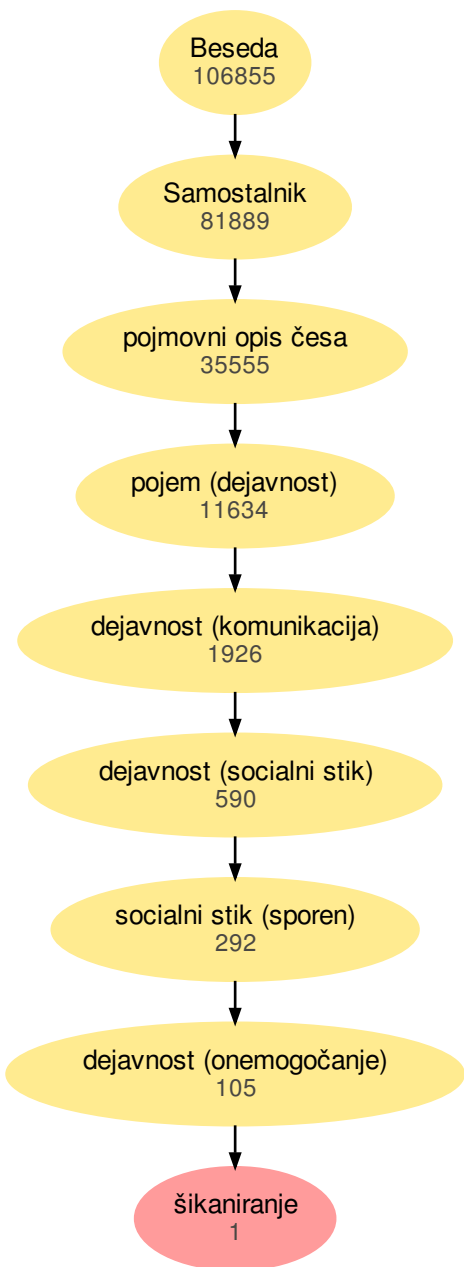 Beseda
106855
Samostalnik
81889
pojmovni opis česa
35555
pojem (dejavnost)
11634
dejavnost (komunikacija)
1926
dejavnost (socialni stik)
590
socialni stik (sporen)
292
dejavnost (onemogočanje)
105
šikaniranje
1